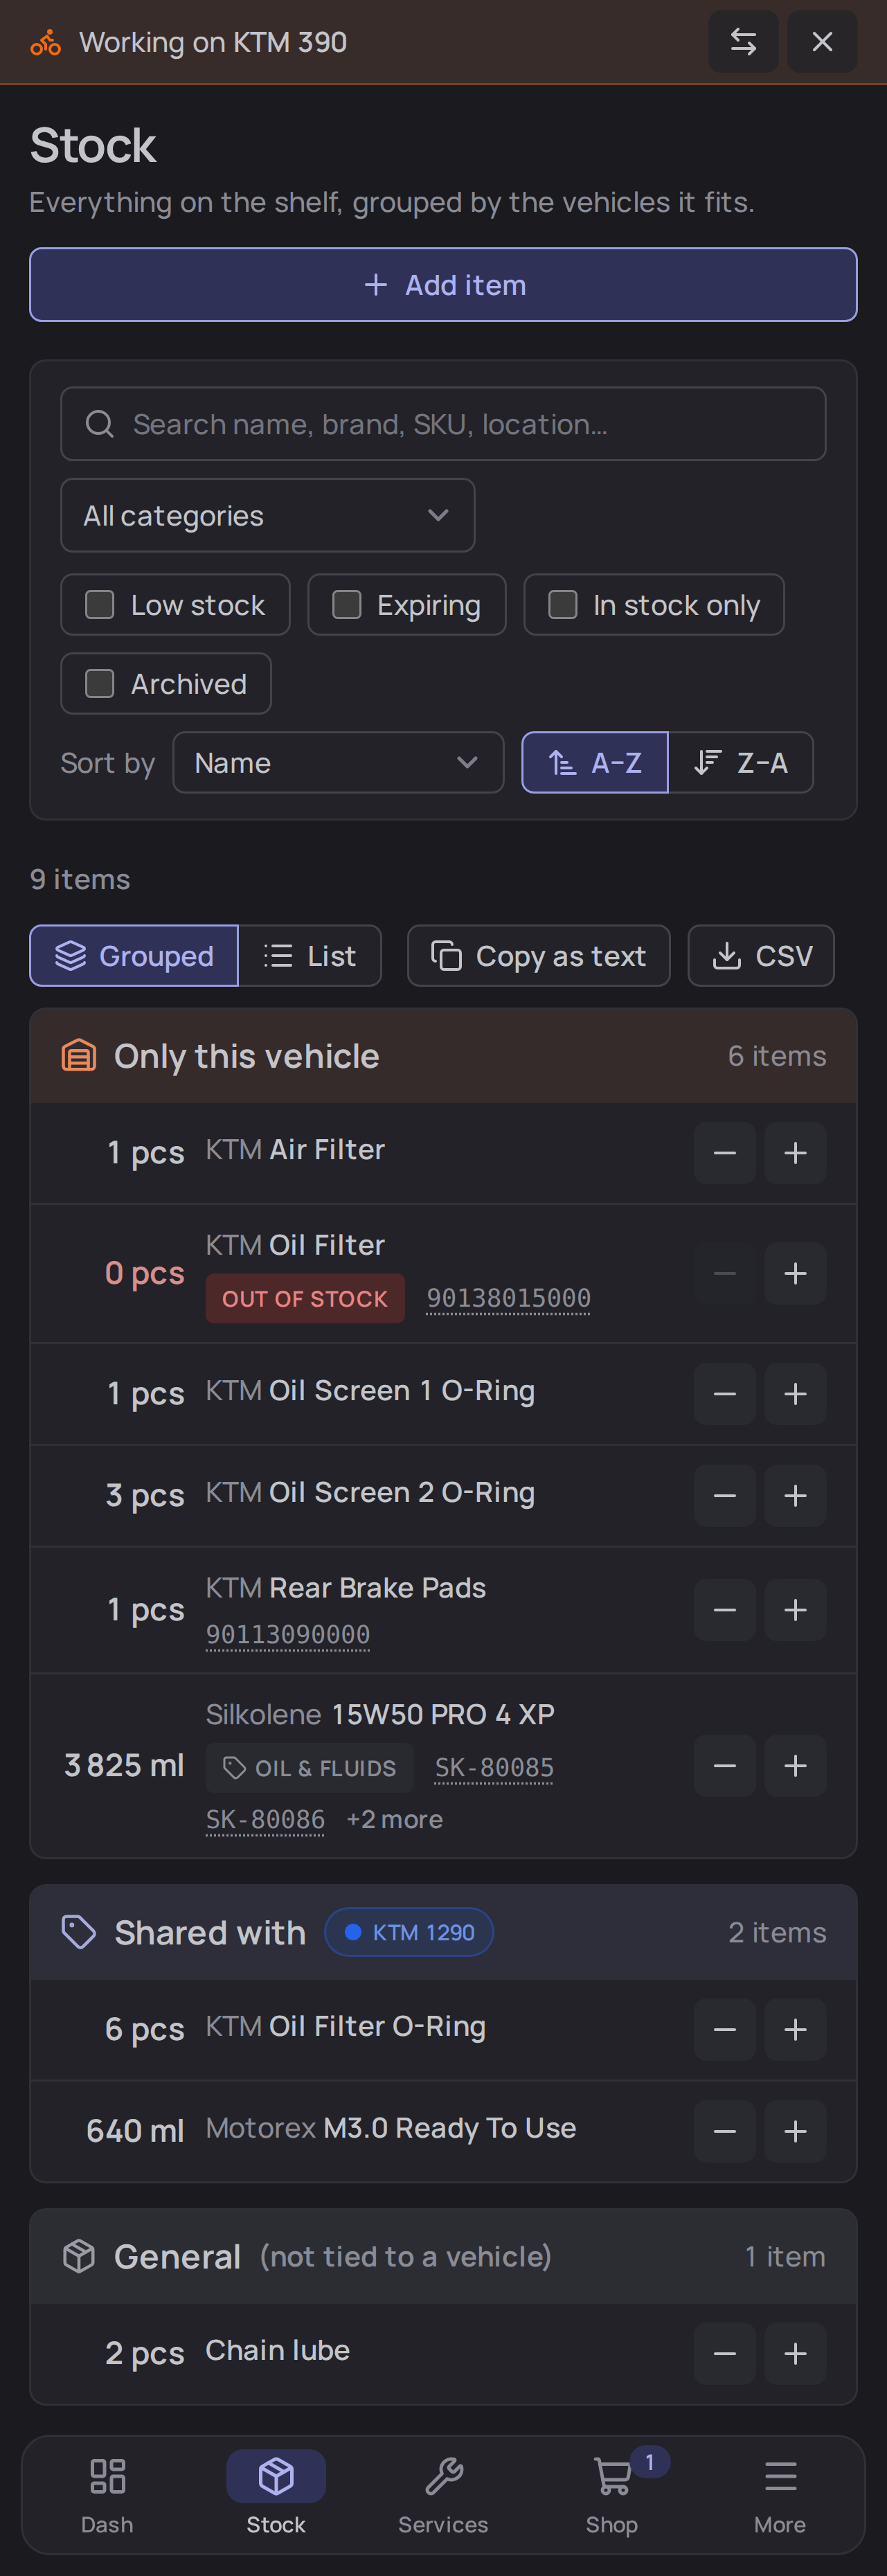 Working on KTM 390
Stock
Everything on the shelf, grouped by the vehicles it fits.
+ Add item
Search name, brand, SKU, location…
All categories
Low stock Expiring In stock only
Archived
Sort by Name A–Z Z–A
9 items
Grouped List Copy as text CSV
Only this vehicle 6 items
1 pcs KTM Air Filter
0 pcs KTM Oil Filter
OUT OF STOCK 90138015000
1 pcs KTM Oil Screen 1 O-Ring
3 pcs KTM Oil Screen 2 O-Ring
1 pcs KTM Rear Brake Pads
90113090000
3 825 ml Silkolene 15W50 PRO 4 XP
OIL & FLUIDS SK-80085
SK-80086 +2 more
Shared with KTM 1290 2 items
6 pcs KTM Oil Filter O-Ring
640 ml Motorex M3.0 Ready To Use
General (not tied to a vehicle) 1 item
2 pcs Chain lube
1
Dash Stock Services Shop More